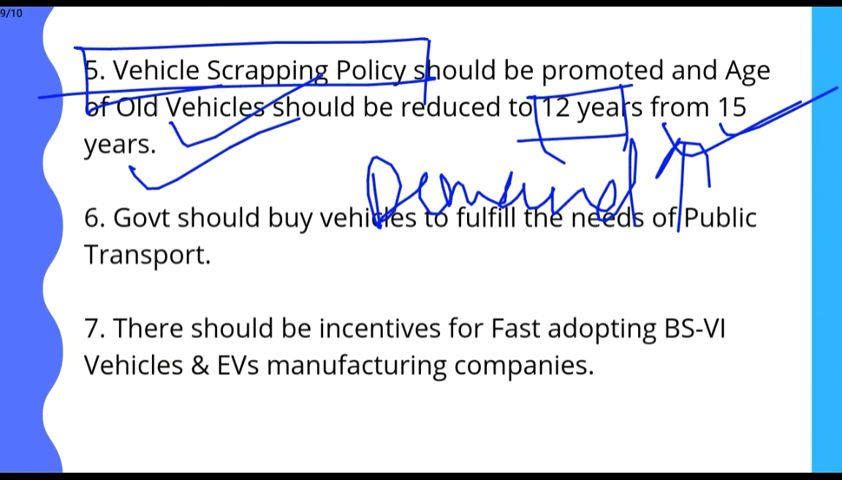 9/10
5. Vehicle Scrapping Policy should be promoted and Age
of Old Vehicles should be reduced to 12 years from 15
years.
Demand
6. Govt should buy vehicles to fulfill the needs of Public
Transport.
7. There should be incentives for Fast adopting BS-VI
Vehicles & EVs manufacturing companies.